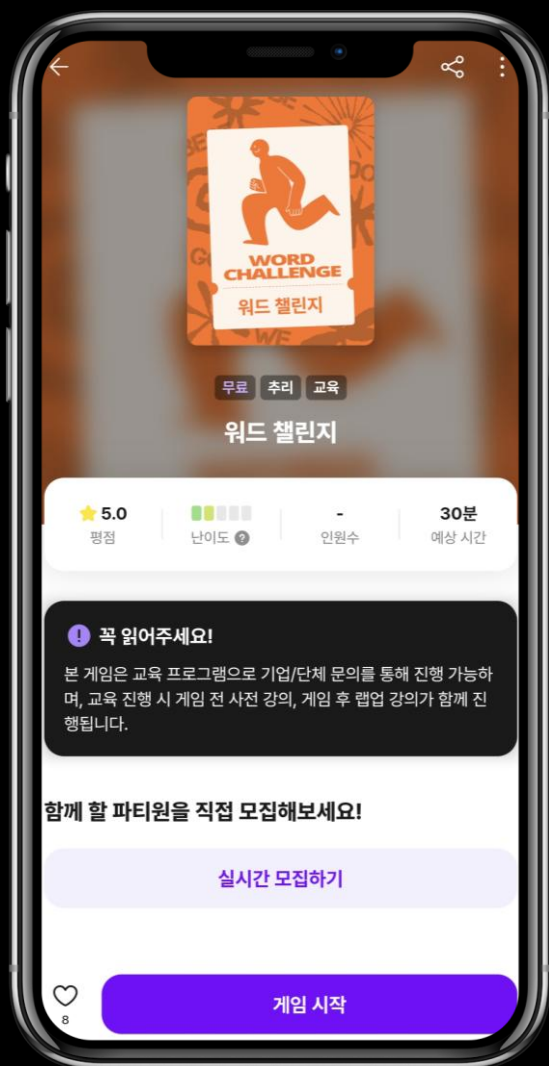 WORD
CHALLENGE
워드 챌린지
WE
무료 추리 교육
워드 챌린지
5.0 - 30분
평점 난이도 ? 인원수 예상 시간
! 꼭 읽어주세요!
본 게임은 교육 프로그램으로 기업/단체 문의를 통해 진행 가능하
며, 교육 진행 시 게임 전 사전 강의, 게임 후 랩업 강의가 함께 진
행됩니다.
함께 할 파티원을 직접 모집해보세요!
실시간 모집하기
8
게임 시작